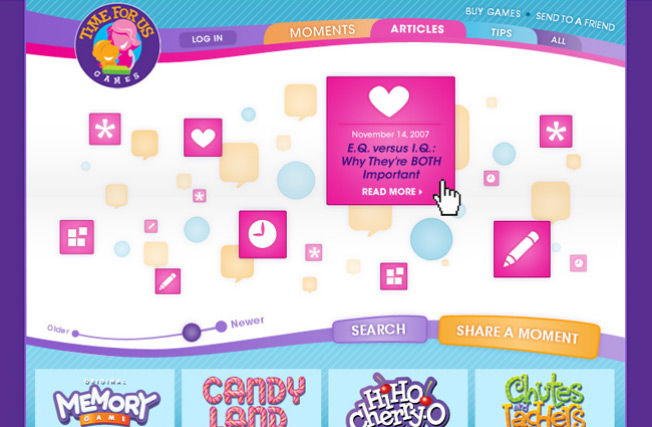 BUY GAMES • SEND TO A FRIEND
TIME FOR US
GAMES
LOG IN
MOMENTS
ARTICLES
TIPS
ALL
November 14, 2007
E.Q. versus I.Q.:
Why They're BOTH
Important
READ MORE
Older
Newer
SEARCH
SHARE A MOMENT
ORIGINAL
MEMORY
GAME
CANDY
LAND
HiHo!
Cherry-O
Chutes
and
Ladders